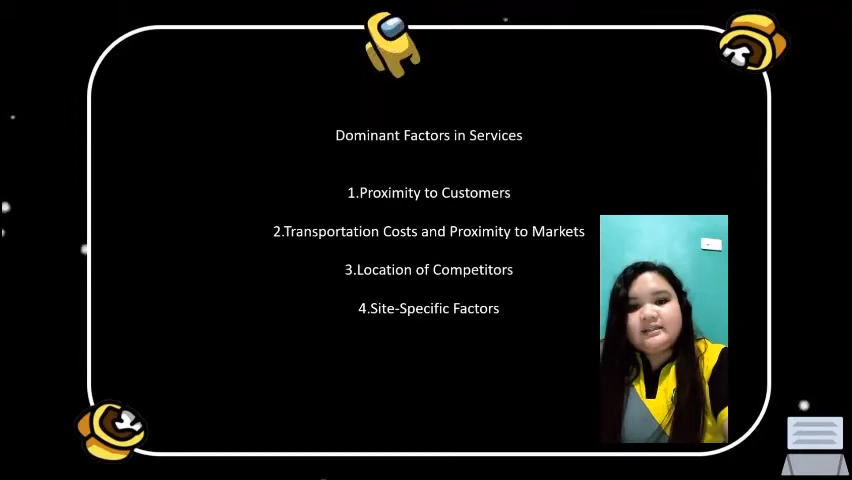 Dominant Factors in Services
1.Proximity to Customers
2.Transportation Costs and Proximity to Markets
3.Location of Competitors
4.Site-Specific Factors